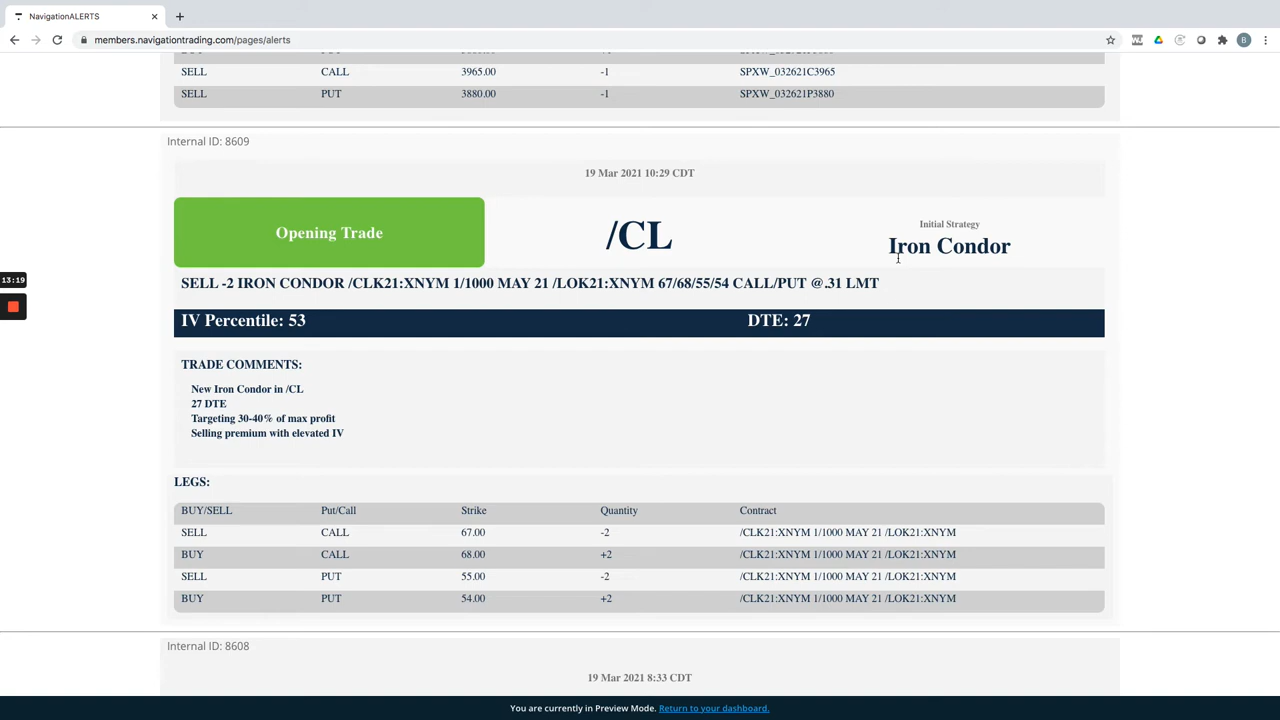 NavigationALERTS
members.navigationtrading.com/pages/alerts
SELL CALL 3965.00 -1 SPXW_032621C3965
SELL PUT 3880.00 -1 SPXW_032621P3880
Internal ID: 8609
19 Mar 2021 10:29 CDT
Opening Trade
/CL
Initial Strategy
Iron Condor
SELL -2 IRON CONDOR /CLK21:XNYM 1/1000 MAY 21 /LOK21:XNYM 67/68/55/54 CALL/PUT @.31 LMT
IV Percentile: 53 DTE: 27
TRADE COMMENTS:
New Iron Condor in /CL
27 DTE
Targeting 30-40% of max profit
Selling premium with elevated IV
LEGS:
BUY/SELL Put/Call Strike Quantity Contract
SELL CALL 67.00 -2 /CLK21:XNYM 1/1000 MAY 21 /LOK21:XNYM
BUY CALL 68.00 +2 /CLK21:XNYM 1/1000 MAY 21 /LOK21:XNYM
SELL PUT 55.00 -2 /CLK21:XNYM 1/1000 MAY 21 /LOK21:XNYM
BUY PUT 54.00 +2 /CLK21:XNYM 1/1000 MAY 21 /LOK21:XNYM
Internal ID: 8608
19 Mar 2021 8:33 CDT
You are currently in Preview Mode. Return to your dashboard.
13:19
B